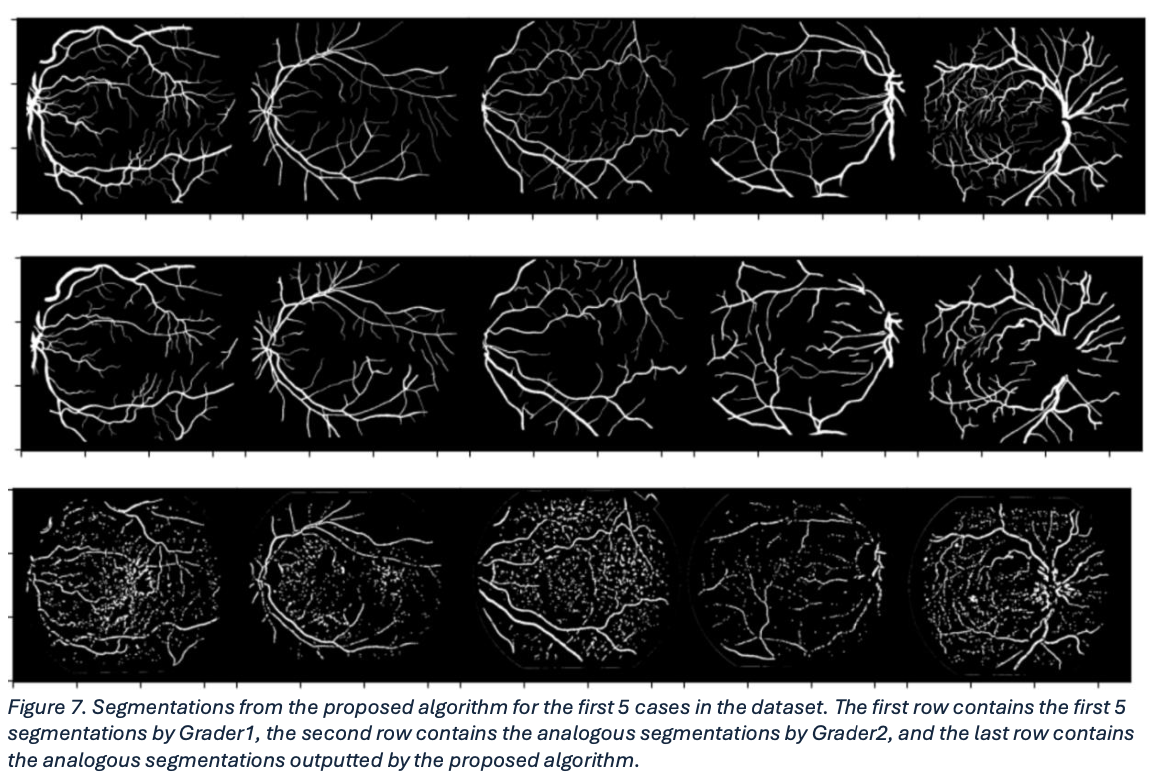 Figure 7. Segmentations from the proposed algorithm for the first 5 cases in the dataset. The first row contains the first 5
segmentations by Grader1, the second row contains the analogous segmentations by Grader2, and the last row contains
the analogous segmentations outputted by the proposed algorithm.